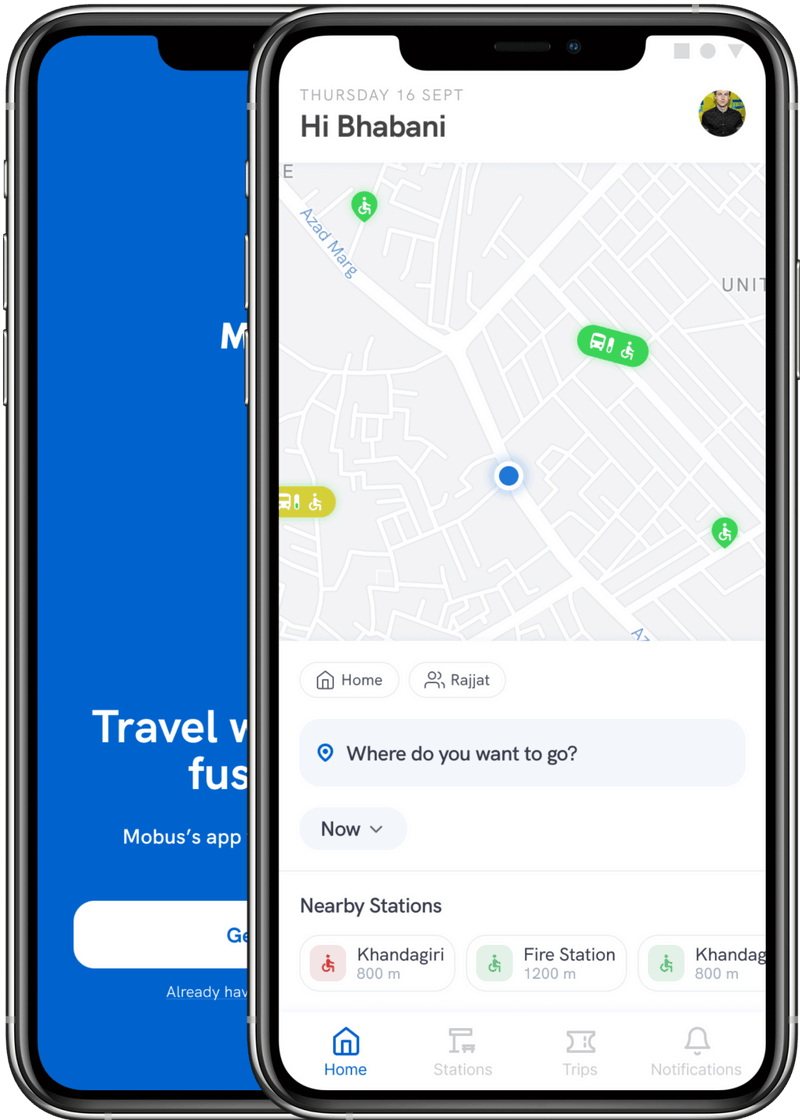 M
Travel w
fus
Mobus’s app
Ge
Already hav
THURSDAY 16 SEPT
Hi Bhabani
E
Azad Marg
UNIT
Az
Home
Rajjat
Where do you want to go?
Now
Nearby Stations
Khandagiri
800 m
Fire Station
1200 m
Khandag
800 m
Home
Stations
Trips
Notifications